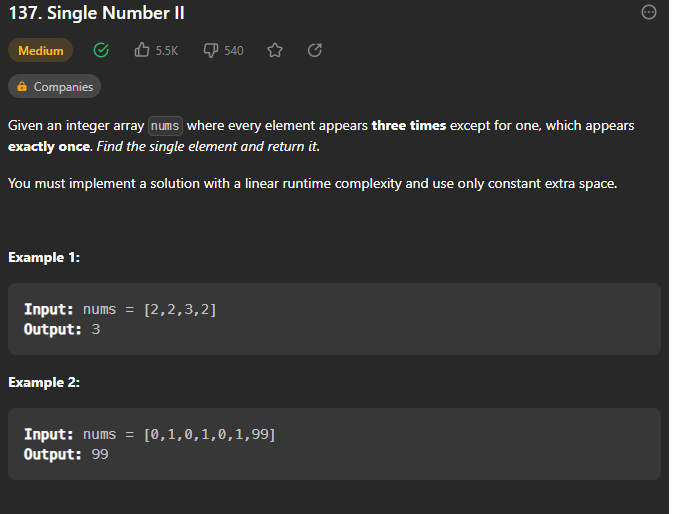 137. Single Number II
Medium 5.5K 540
Companies
Given an integer array nums where every element appears three times except for one, which appears
exactly once. Find the single element and return it.
You must implement a solution with a linear runtime complexity and use only constant extra space.
Example 1:
Input: nums = [2,2,3,2]
Output: 3
Example 2:
Input: nums = [0,1,0,1,0,1,99]
Output: 99